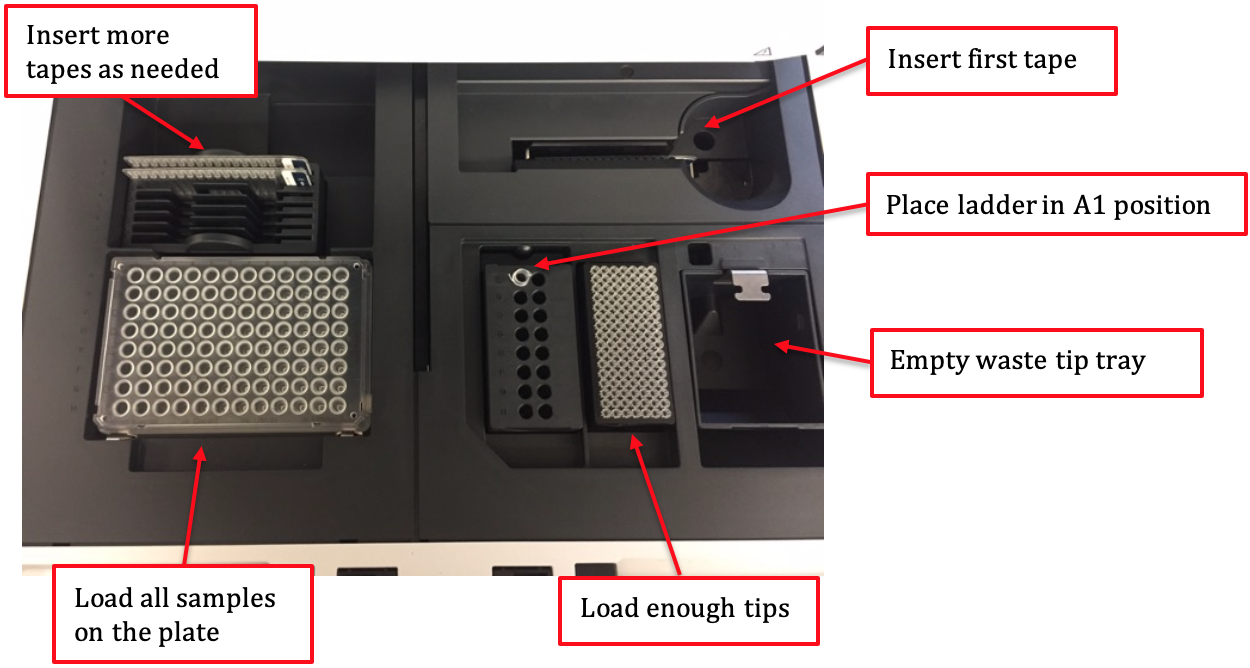 Insert more
tapes as needed
Insert first tape
Place ladder in A1 position
Empty waste tip tray
Load all samples
on the plate
Load enough tips